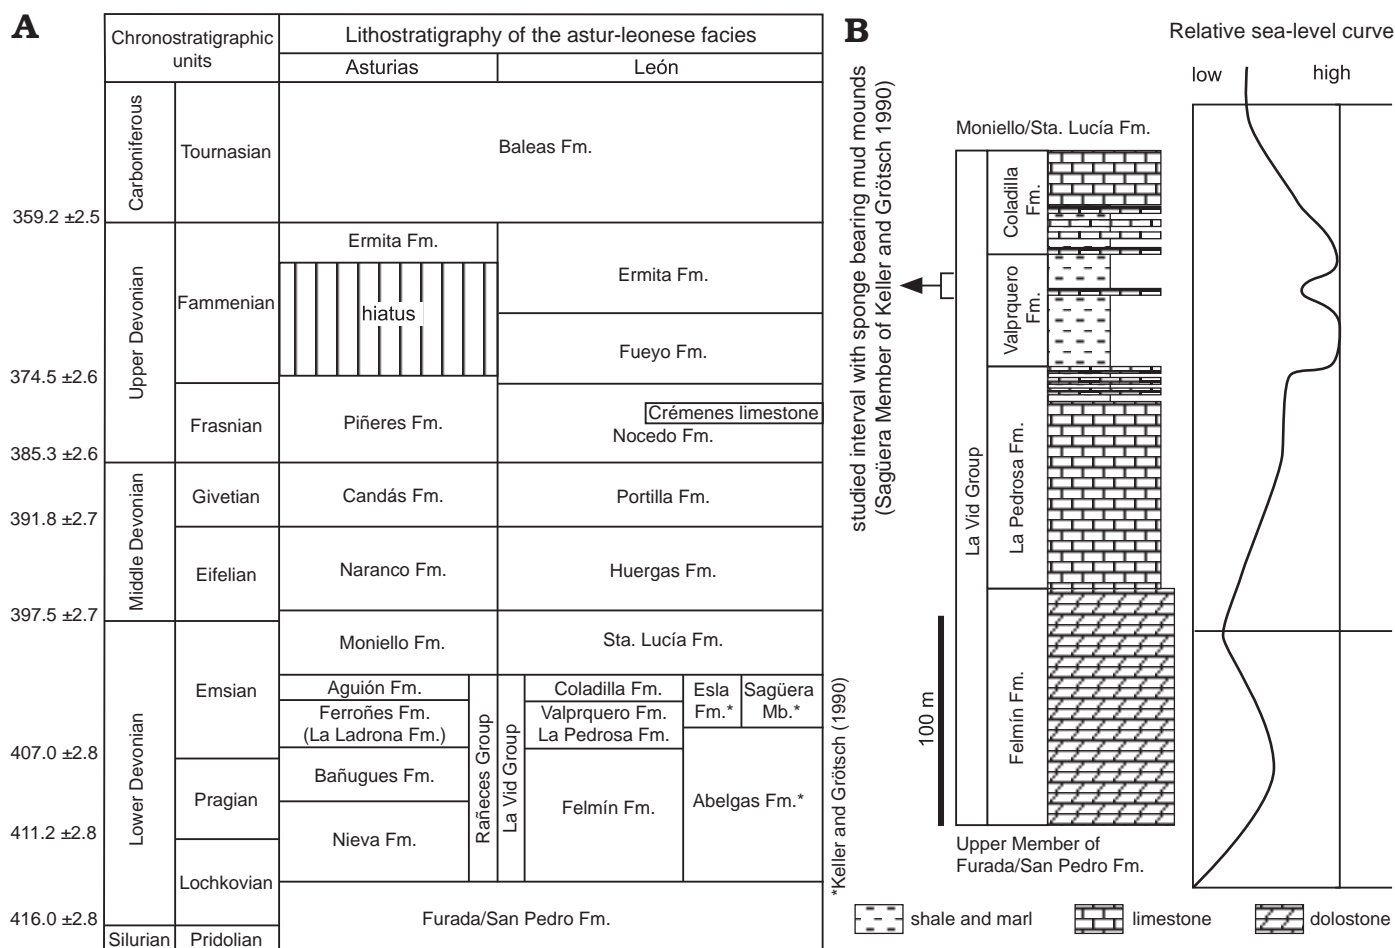 A
Chronostratigraphic
units
Lithostratigraphy of the astur-leonese facies
Asturias
León
Carboniferous
Tournasian
Baleas Fm.
359.2 ±2.5
Upper Devonian
Fammenian
Ermita Fm.
hiatus
Ermita Fm.
Fueyo Fm.
374.5 ±2.6
Frasnian
Piñeres Fm.
Crémenes limestone
Nocedo Fm.
385.3 ±2.6
Middle Devonian
Givetian
Candás Fm.
Portilla Fm.
391.8 ±2.7
Eifelian
Naranco Fm.
Huergas Fm.
397.5 ±2.7
Lower Devonian
Emsian
Moniello Fm.
Sta. Lucía Fm.
Aguión Fm.
Ferroñes Fm.
(La Ladrona Fm.)
Rañeces Group
La Vid Group
Coladilla Fm.
Valprquero Fm.
La Pedrosa Fm.
Esla
Fm.*
Sagüera
Mb.*
407.0 ±2.8
Pragian
Bañugues Fm.
Felmín Fm.
Abelgas Fm.*
411.2 ±2.8
Nieva Fm.
Lochkovian
416.0 ±2.8
Furada/San Pedro Fm.
Silurian
Pridolian
*Keller and Grötsch (1990)
B
studied interval with sponge bearing mud mounds
(Sagüera Member of Keller and Grötsch 1990)
Relative sea-level curve
low
high
Moniello/Sta. Lucía Fm.
La Vid Group
Coladilla
Fm.
Valprquero
Fm.
La Pedrosa Fm.
Felmín Fm.
100 m
Upper Member of
Furada/San Pedro Fm.
shale and marl
limestone
dolostone